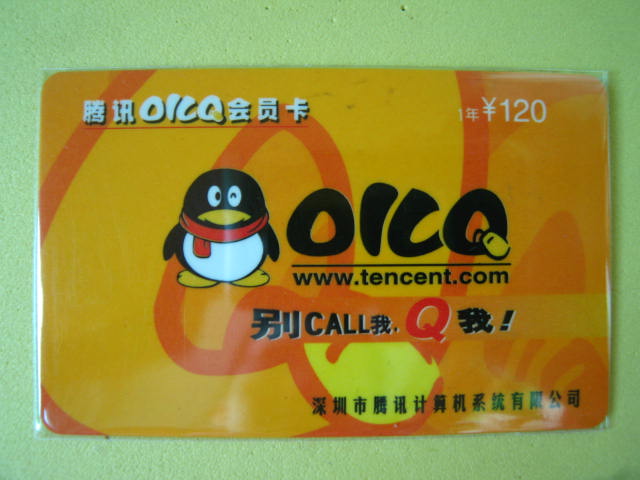 腾讯OICQ会员卡
1年¥120
OICQ
www.tencent.com
别CALL我,Q我!
深圳市腾讯计算机系统有限公司